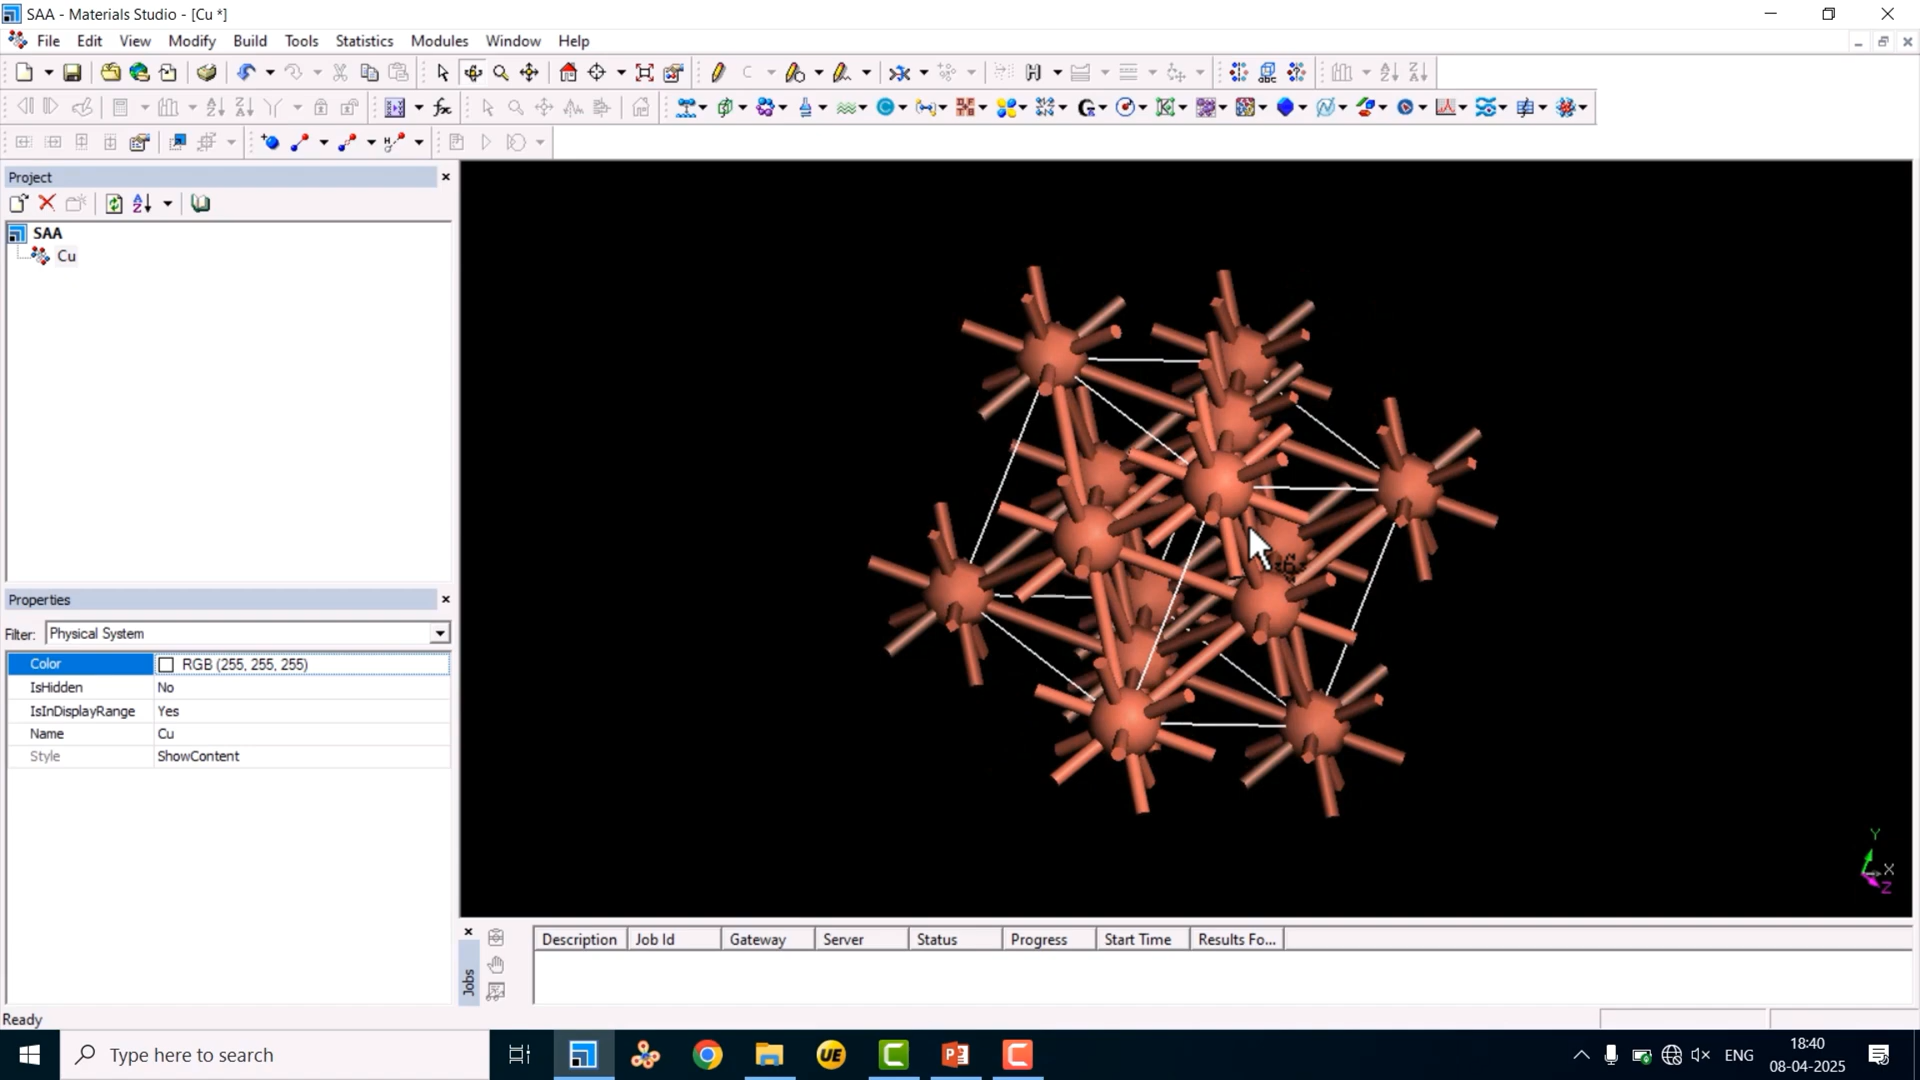 SAA - Materials Studio - [Cu *]
File Edit View Modify Build Tools Statistics Modules Window Help
Project
SAA
Cu
Properties
Filter: Physical System
Color RGB (255, 255, 255)
IsHidden No
IsInDisplayRange Yes
Name Cu
Style ShowContent
Y
X
Z
Jobs
Description Job Id Gateway Server Status Progress Start Time Results Fo...
Ready
Type here to search
UE
ENG
18:40
08-04-2025